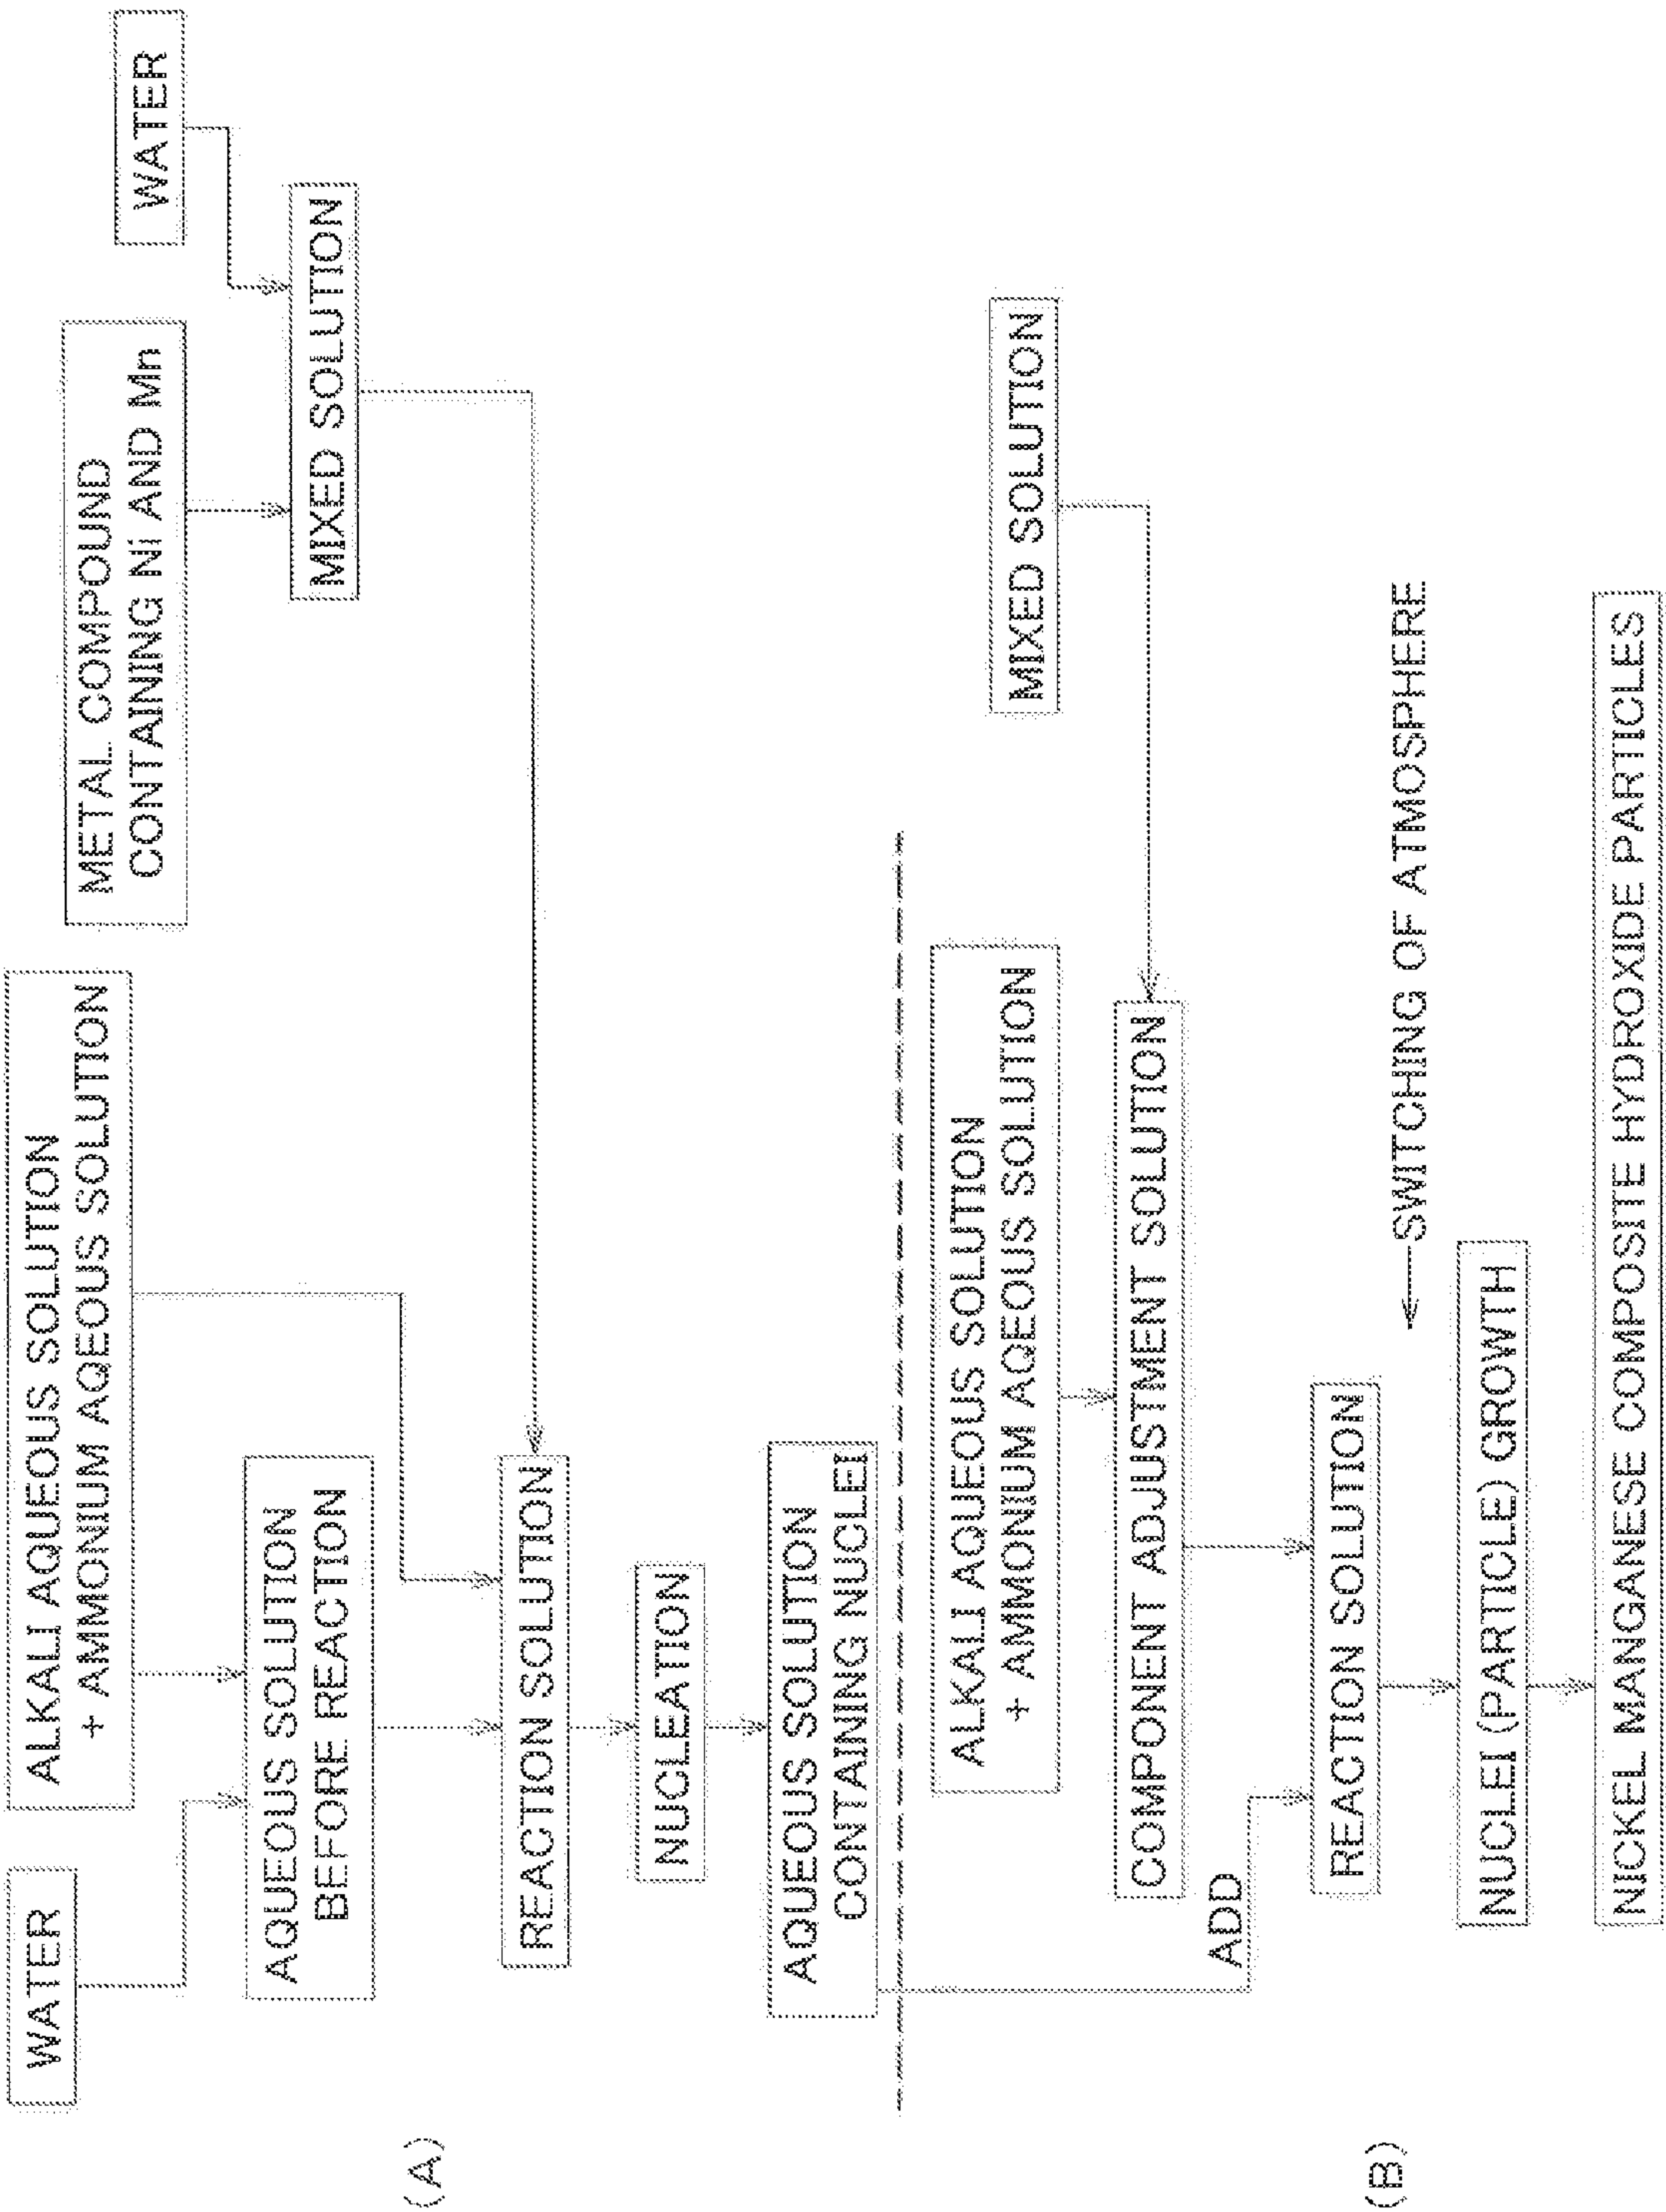 (A)
WATER
ALKALI AQUEOUS SOLUTION
+ AMMONIUM AQEOUS SOLUTION
METAL COMPOUND
CONTAINING Ni AND Mn
WATER
AQUEOUS SOLUTION
BEFORE REACTION
MIXED SOLUTION
REACTION SOLUTION
NUCLEATION
AQUEOUS SOLUTION
CONTAINING NUCLEI
(B)
ALKALI AQUEOUS SOLUTION
+ AMMONIUM AQEOUS SOLUTION
MIXED SOLUTION
COMPONENT ADJUSTMENT SOLUTION
ADD
REACTION SOLUTION
SWITCHING OF ATMOSPHERE
NUCLEI (PARTICLE) GROWTH
NICKEL MANGANESE COMPOSITE HYDROXIDE PARTICLES